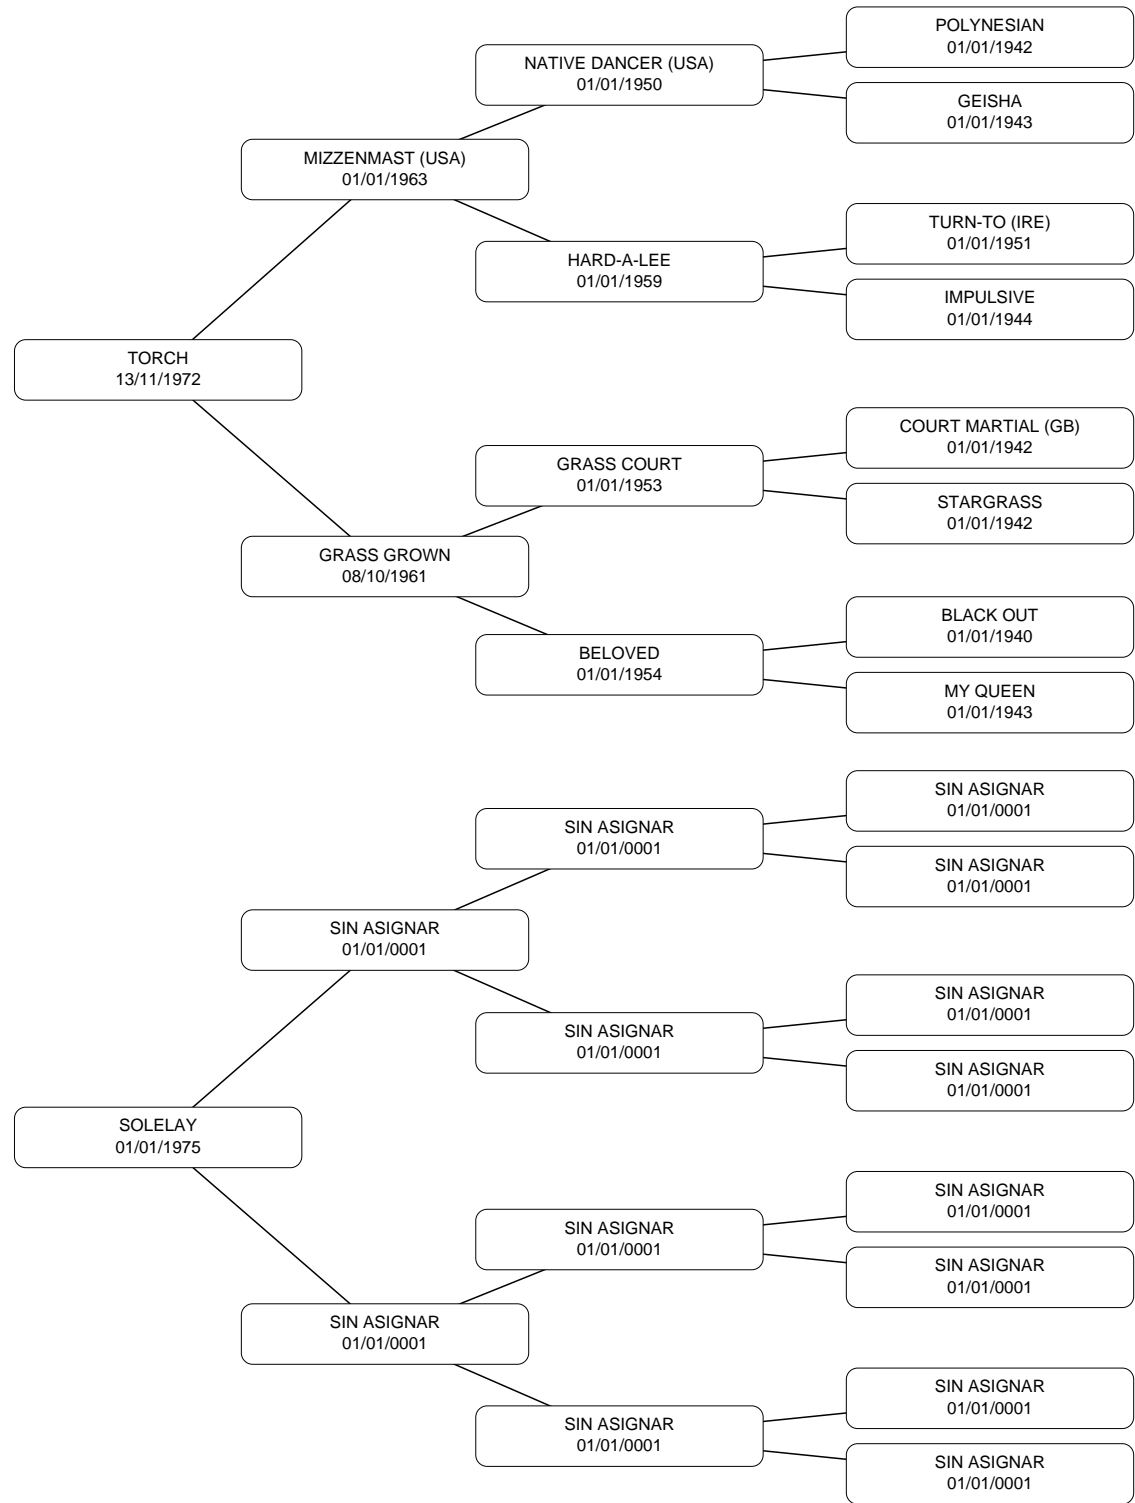 POLYNESIAN
01/01/1942
NATIVE DANCER (USA)
01/01/1950
GEISHA
01/01/1943
MIZZENMAST (USA)
01/01/1963
TURN-TO (IRE)
01/01/1951
HARD-A-LEE
01/01/1959
IMPULSIVE
01/01/1944
TORCH
13/11/1972
COURT MARTIAL (GB)
01/01/1942
GRASS COURT
01/01/1953
STARGRASS
01/01/1942
GRASS GROWN
08/10/1961
BLACK OUT
01/01/1940
BELOVED
01/01/1954
MY QUEEN
01/01/1943
SIN ASIGNAR
01/01/0001
SIN ASIGNAR
01/01/0001
SIN ASIGNAR
01/01/0001
SIN ASIGNAR
01/01/0001
SIN ASIGNAR
01/01/0001
SIN ASIGNAR
01/01/0001
SIN ASIGNAR
01/01/0001
SOLELAY
01/01/1975
SIN ASIGNAR
01/01/0001
SIN ASIGNAR
01/01/0001
SIN ASIGNAR
01/01/0001
SIN ASIGNAR
01/01/0001
SIN ASIGNAR
01/01/0001
SIN ASIGNAR
01/01/0001
SIN ASIGNAR
01/01/0001